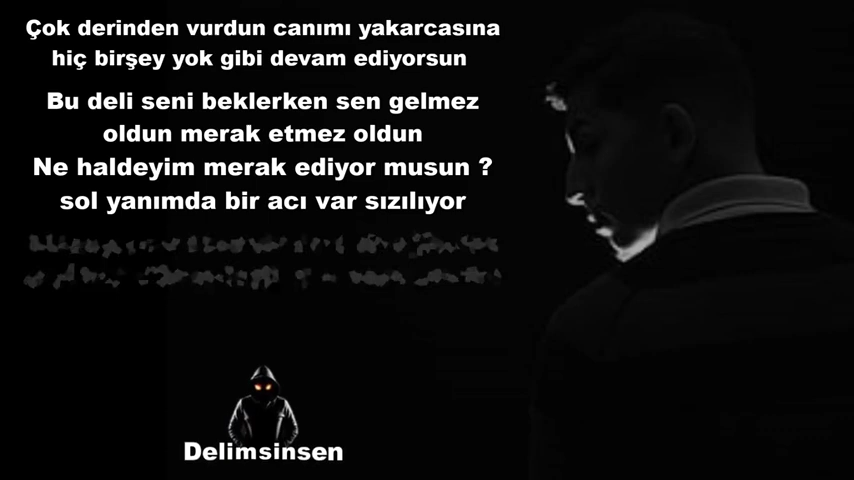 Çok derinden vurdun canımı yakarcasına
hiç birşey yok gibi devam ediyorsun
Bu deli seni beklerken sen gelmez
oldun merak etmez oldun
Ne haldeyim merak ediyor musun ?
sol yanımda bir acı var sızılıyor
Delimsinsen